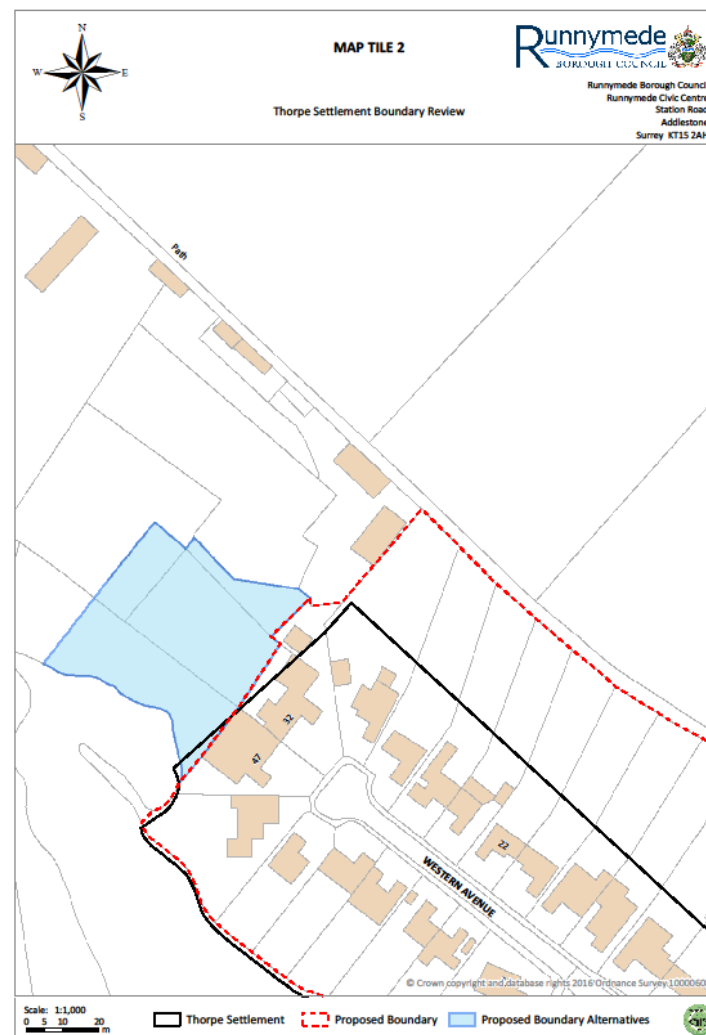 N
W
E
S
MAP TILE 2
Thorpe Settlement Boundary Review
Runnymede
BOROUGH COUNCIL
Runnymede Borough Council
Runnymede Civic Centre
Station Road
Addlestone
Surrey KT15 2AH
Path
32
47
22
WESTERN AVENUE
© Crown copyright and database rights 2016 Ordnance Survey 1000060
Scale: 1:1,000
0 5 10 20
m
Thorpe Settlement
Proposed Boundary
Proposed Boundary Alternatives